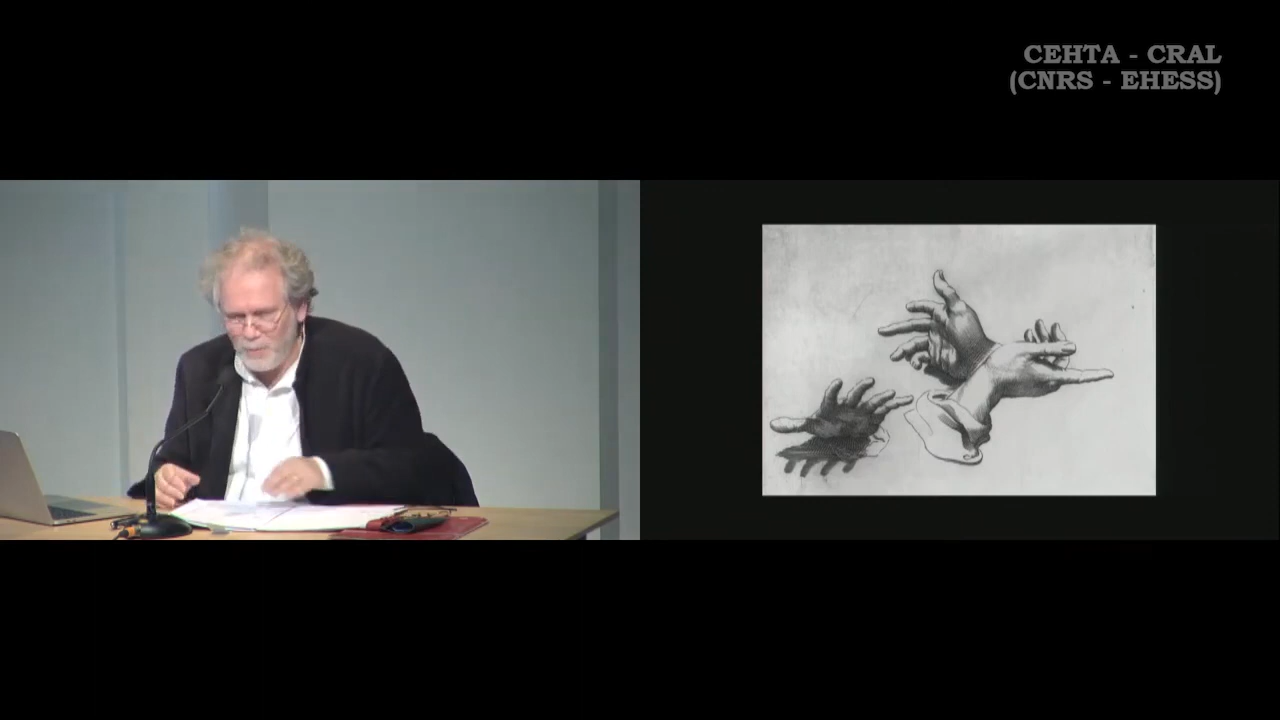 CEHTA - CRAL
(CNRS - EHESS)